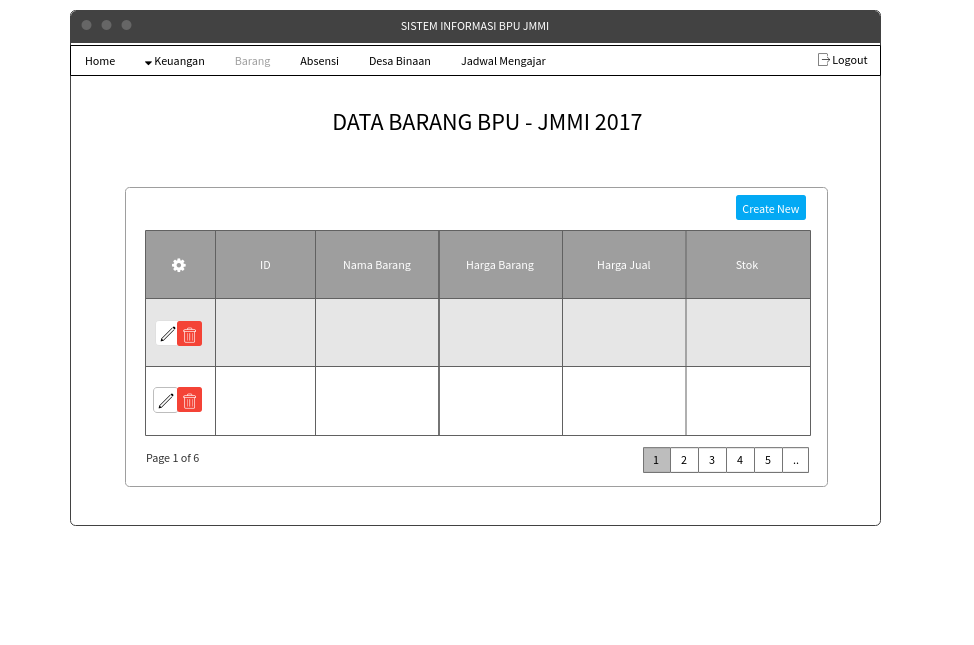 SISTEM INFORMASI BPU JMMI
Home Keuangan Barang Absensi Desa Binaan Jadwal Mengajar Logout
DATA BARANG BPU - JMMI 2017
Create New
ID Nama Barang Harga Barang Harga Jual Stok
Page 1 of 6 1 2 3 4 5 ..